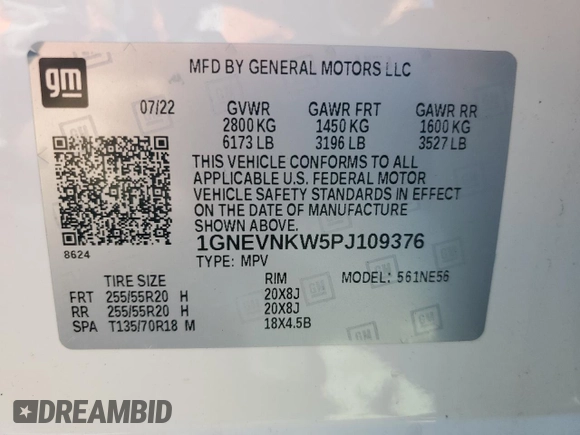 gm
MFD BY GENERAL MOTORS LLC
07/22 GVWR GAWR FRT GAWR RR
2800 KG 1450 KG 1600 KG
6173 LB 3196 LB 3527 LB
THIS VEHICLE CONFORMS TO ALL
APPLICABLE U.S. FEDERAL MOTOR
VEHICLE SAFETY STANDARDS IN EFFECT
ON THE DATE OF MANUFACTURE
SHOWN ABOVE.
8624
1GNEVNKW5PJ109376
TYPE: MPV
TIRE SIZE RIM MODEL: 561NE56
FRT 255/55R20 H 20X8J
RR 255/55R20 H 20X8J
SPA T135/70R18 M 18X4.5B
DREAMBID